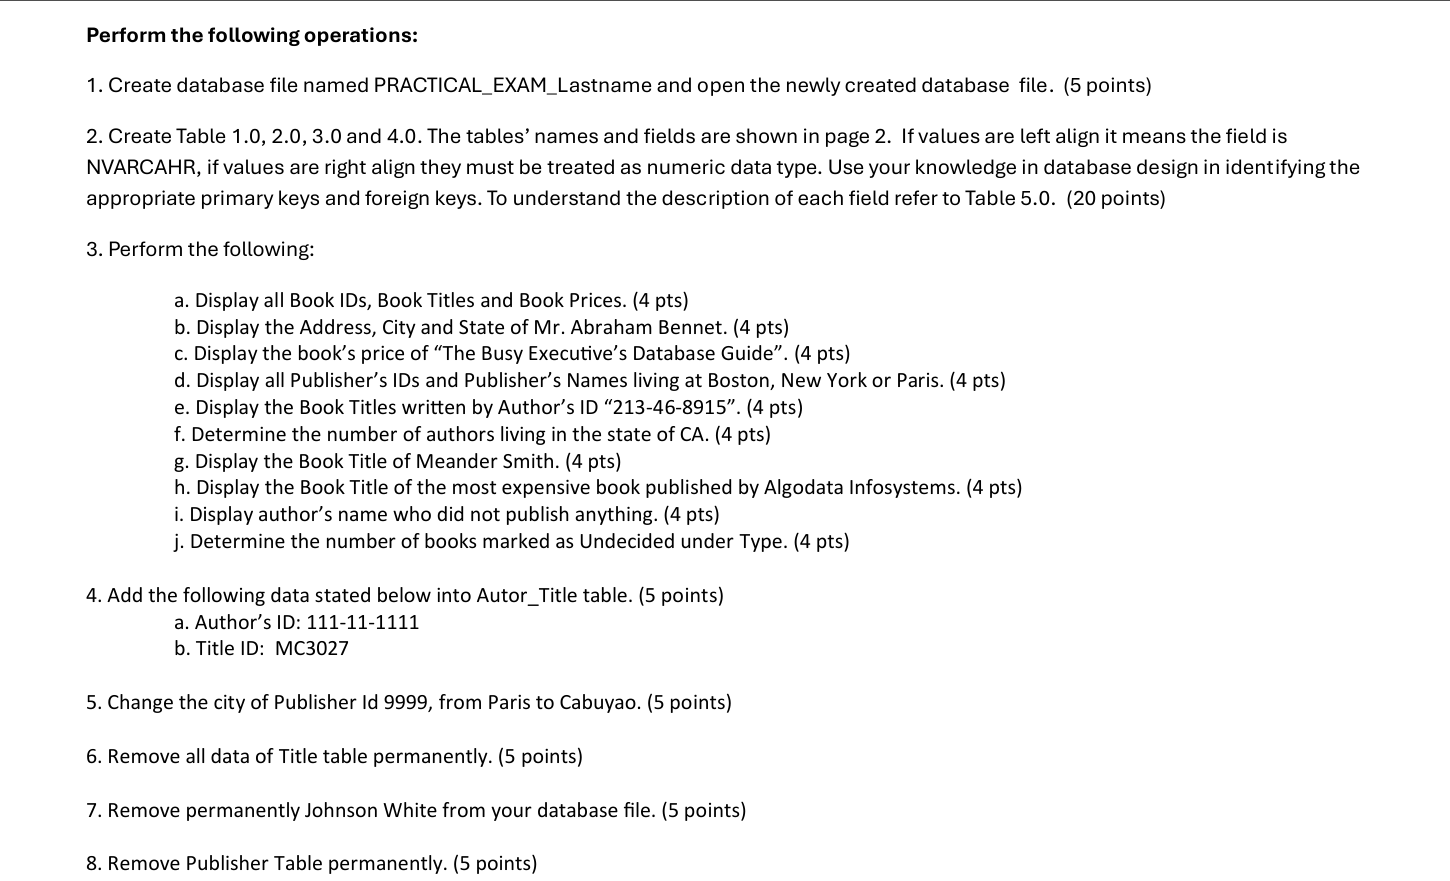 Perform the following operations:
1. Create database file named PRACTICAL_EXAM_Lastname and open the newly created database file. (5 points)
2. Create Table 1.0, 2.0, 3.0 and 4.0. The tables’ names and fields are shown in page 2. If values are left align it means the field is
NVARCAHR, if values are right align they must be treated as numeric data type. Use your knowledge in database design in identifying the
appropriate primary keys and foreign keys. To understand the description of each field refer to Table 5.0. (20 points)
3. Perform the following:
a. Display all Book IDs, Book Titles and Book Prices. (4 pts)
b. Display the Address, City and State of Mr. Abraham Bennet. (4 pts)
c. Display the book’s price of “The Busy Executive’s Database Guide”. (4 pts)
d. Display all Publisher’s IDs and Publisher’s Names living at Boston, New York or Paris. (4 pts)
e. Display the Book Titles written by Author’s ID “213-46-8915”. (4 pts)
f. Determine the number of authors living in the state of CA. (4 pts)
g. Display the Book Title of Meander Smith. (4 pts)
h. Display the Book Title of the most expensive book published by Algodata Infosystems. (4 pts)
i. Display author’s name who did not publish anything. (4 pts)
j. Determine the number of books marked as Undecided under Type. (4 pts)
4. Add the following data stated below into Autor_Title table. (5 points)
a. Author’s ID: 111-11-1111
b. Title ID: MC3027
5. Change the city of Publisher Id 9999, from Paris to Cabuyao. (5 points)
6. Remove all data of Title table permanently. (5 points)
7. Remove permanently Johnson White from your database file. (5 points)
8. Remove Publisher Table permanently. (5 points)